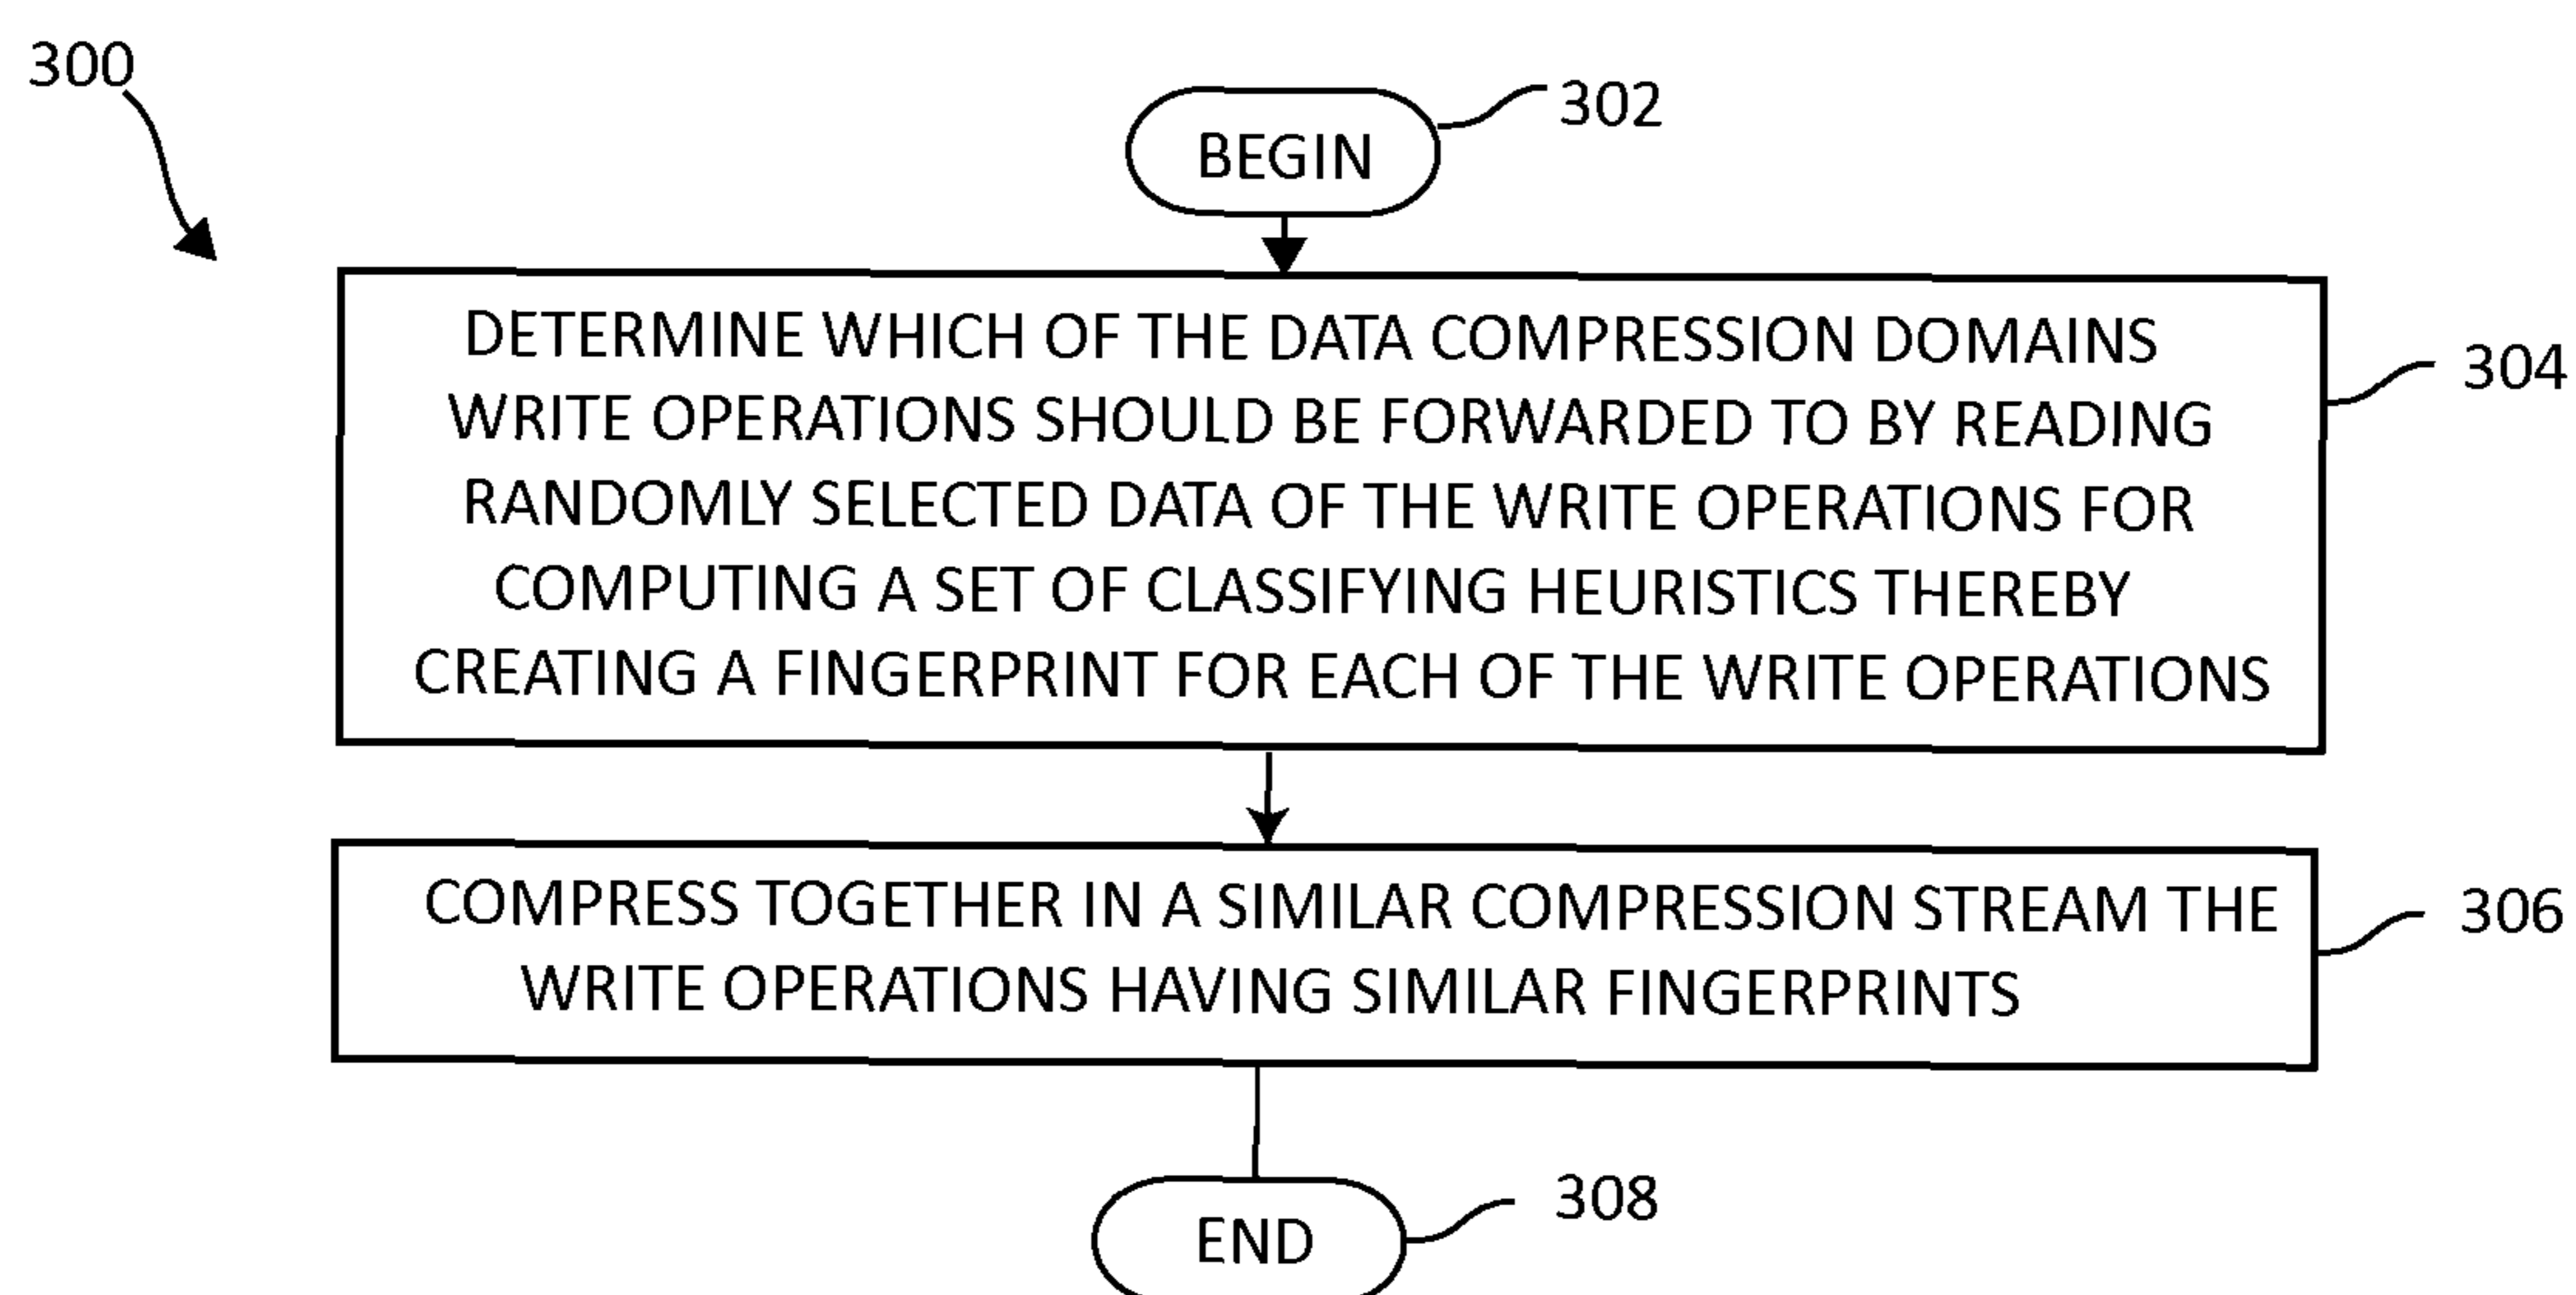 300
302
BEGIN
DETERMINE WHICH OF THE DATA COMPRESSION DOMAINS
WRITE OPERATIONS SHOULD BE FORWARDED TO BY READING
RANDOMLY SELECTED DATA OF THE WRITE OPERATIONS FOR
COMPUTING A SET OF CLASSIFYING HEURISTICS THEREBY
CREATING A FINGERPRINT FOR EACH OF THE WRITE OPERATIONS
304
COMPRESS TOGETHER IN A SIMILAR COMPRESSION STREAM THE
WRITE OPERATIONS HAVING SIMILAR FINGERPRINTS
306
308
END